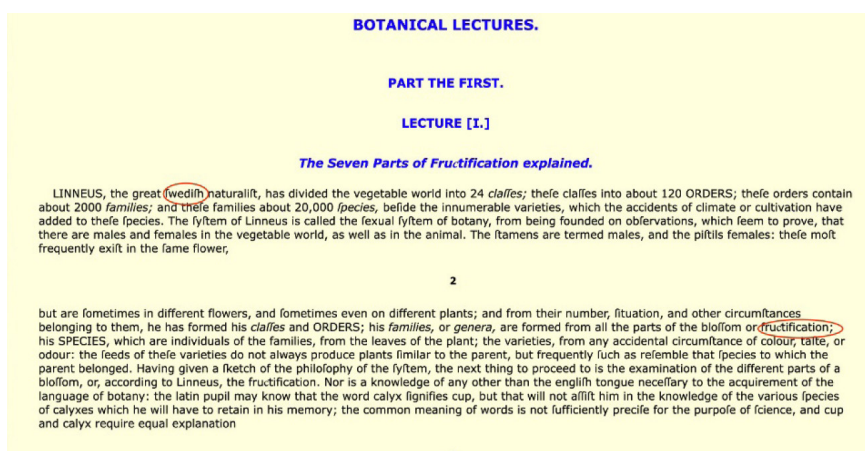 BOTANICAL LECTURES.
PART THE FIRST.
LECTURE [I.]
The Seven Parts of Fructification explained.
LINNEUS, the great ſwediſh naturaliſt, has divided the vegetable world into 24 claſſes; theſe claſſes into about 120 ORDERS; theſe orders contain
about 2000 families; and theſe families about 20,000 ſpecies, beſide the innumerable varieties, which the accidents of climate or cultivation have
added to theſe ſpecies. The ſyſtem of Linneus is called the ſexual ſyſtem of botany, from being founded on obſervations, which ſeem to prove, that
there are males and females in the vegetable world, as well as in the animal. The ſtamens are termed males, and the piſtils females: theſe moſt
frequently exiſt in the ſame flower,
2
but are ſometimes in different flowers, and ſometimes even on different plants; and from their number, ſituation, and other circumſtances
belonging to them, he has formed his claſſes and ORDERS; his families, or genera, are formed from all the parts of the bloſſom or fructification;
his SPECIES, which are individuals of the families, from the leaves of the plant; the varieties, from any accidental circumſtance of colour, taſte, or
odour: the ſeeds of theſe varieties do not always produce plants ſimilar to the parent, but frequently ſuch as reſemble that ſpecies to which the
parent belonged. Having given a ſketch of the philoſophy of the ſyſtem, the next thing to proceed to is the examination of the different parts of a
bloſſom, or, according to Linneus, the fructification. Nor is a knowledge of any other than the engliſh tongue neceſſary to the acquirement of the
language of botany: the latin pupil may know that the word calyx ſignifies cup, but that will not aſſiſt him in the knowledge of the various ſpecies
of calyxes which he will have to retain in his memory; the common meaning of words is not ſufficiently preciſe for the purpoſe of ſcience, and cup
and calyx require equal explanation